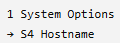 1 System Options
→ S4 Hostname